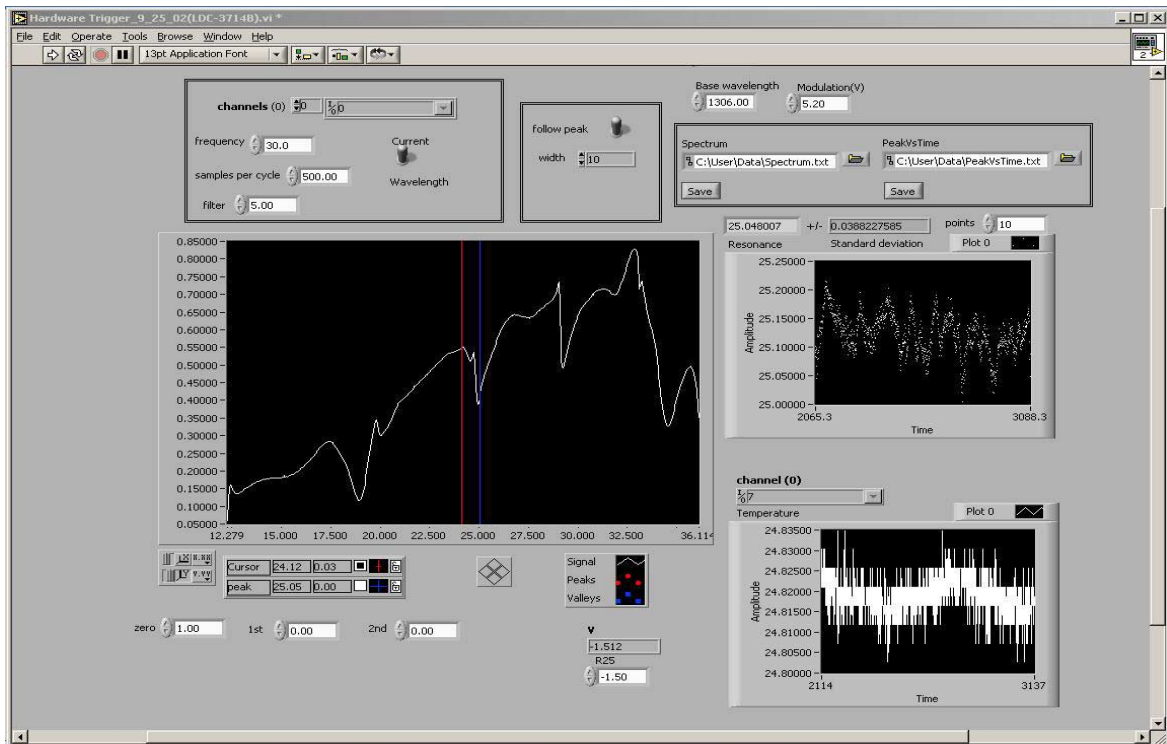 Hardware Trigger_9_25_02(LDC-3714B).vi *
File Edit Operate Tools Browse Window Help
13pt Application Font
2
channels (0) 0 0
frequency 30.0
Current
samples per cycle 500.00
Wavelength
filter 5.00
follow peak
width 10
Base wavelength Modulation(V)
1306.00 5.20
Spectrum PeakVsTime
C:\User\Data\Spectrum.txt C:\User\Data\PeakVsTime.txt
Save Save
25.048007 +/- 0.0388227585 points 10
Resonance Standard deviation Plot 0
0.85000
0.80000
0.75000
0.70000
0.65000
0.60000
0.55000
0.50000
0.45000
0.40000
0.35000
0.30000
0.25000
0.20000
0.15000
0.10000
0.05000
12.279 15.000 17.500 20.000 22.500 25.000 27.500 30.000 32.500 36.114
25.25000
25.20000
25.15000
25.10000
25.05000
25.00000
Amplitude
2065.3 3088.3
Time
channel (0)
7
Temperature Plot 0
24.83500
24.83000
24.82500
24.82000
24.81500
24.81000
24.80500
24.80000
Amplitude
2114 3137
Time
Cursor 24.12 0.03
peak 25.05 0.00
Signal
Peaks
Valleys
zero 1.00 1st 0.00 2nd 0.00
v
-1.512
R25
-1.50